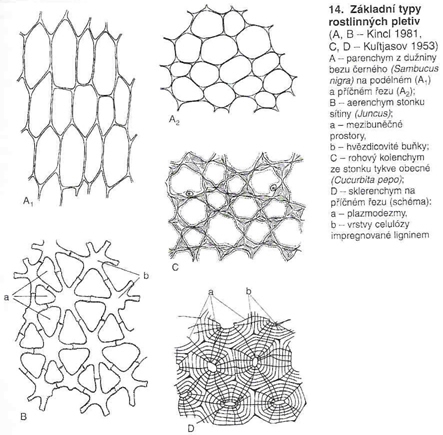 14. Základní typy
rostlinných pletiv
(A, B – Kincl 1981,
C, D – Kuľtjasov 1953)
A – parenchym z dužniny
bezu černého (Sambucus
nigra) na podélném (A₁)
a příčném řezu (A₂);
B – aerenchym stonku
sítiny (Juncus);
a – mezibuněčné
prostory,
b – hvězdicovité buňky;
C – rohový kolenchym
ze stonku tykve obecné
(Cucurbita pepo);
D – sklerenchym na
příčném řezu (schéma):
a – plazmodezmy,
b – vrstvy celulózy
impregnované ligninem
A₁
A₂
C
a
b
B
a
b
D